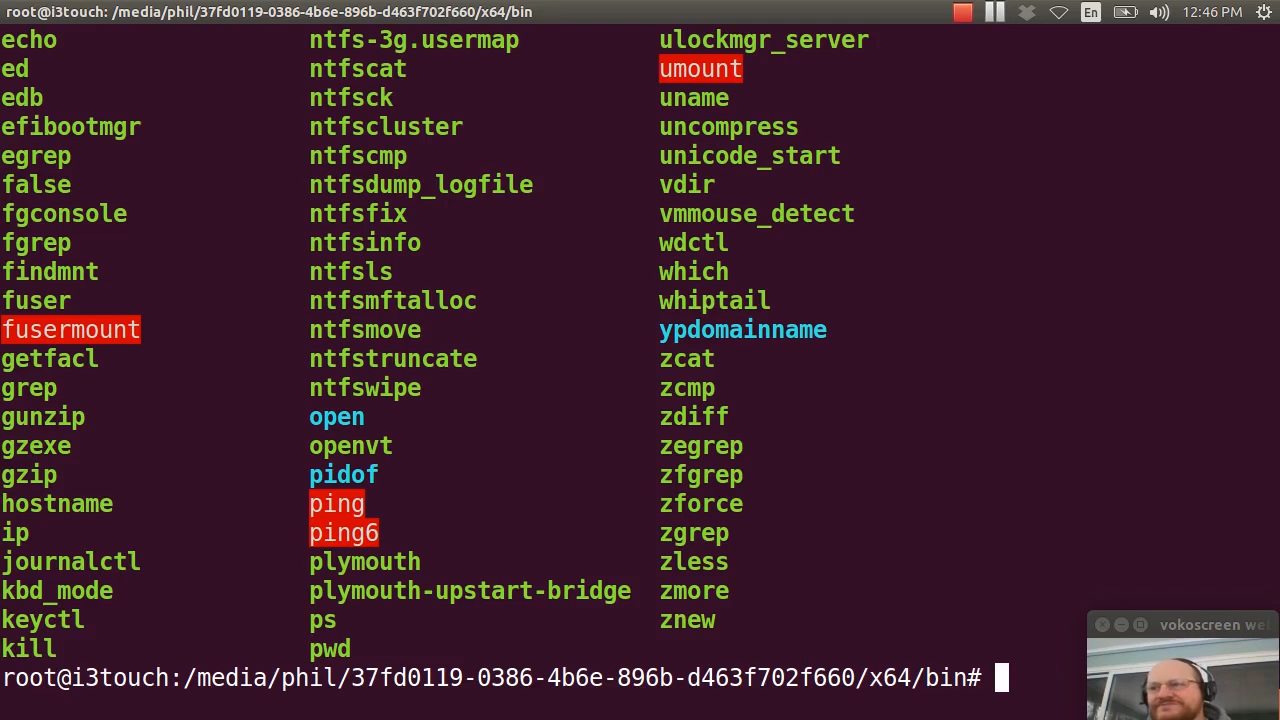 root@i3touch: /media/phil/37fd0119-0386-4b6e-896b-d463f702f660/x64/bin En 12:46 PM
echo ntfs-3g.usermap ulockmgr_server
ed ntfscat umount
edb ntfsck uname
efibootmgr ntfscluster uncompress
egrep ntfscmp unicode_start
false ntfsdump_logfile vdir
fgconsole ntfsfix vmmouse_detect
fgrep ntfsinfo wdctl
findmnt ntfsls which
fuser ntfsmftalloc whiptail
fusermount ntfsmove ypdomainname
getfacl ntfstruncate zcat
grep ntfswipe zcmp
gunzip open zdiff
gzexe openvt zegrep
gzip pidof zfgrep
hostname ping zforce
ip ping6 zgrep
journalctl plymouth zless
kbd_mode plymouth-upstart-bridge zmore
keyctl ps znew
kill pwd
vokoscreen we
root@i3touch:/media/phil/37fd0119-0386-4b6e-896b-d463f702f660/x64/bin#